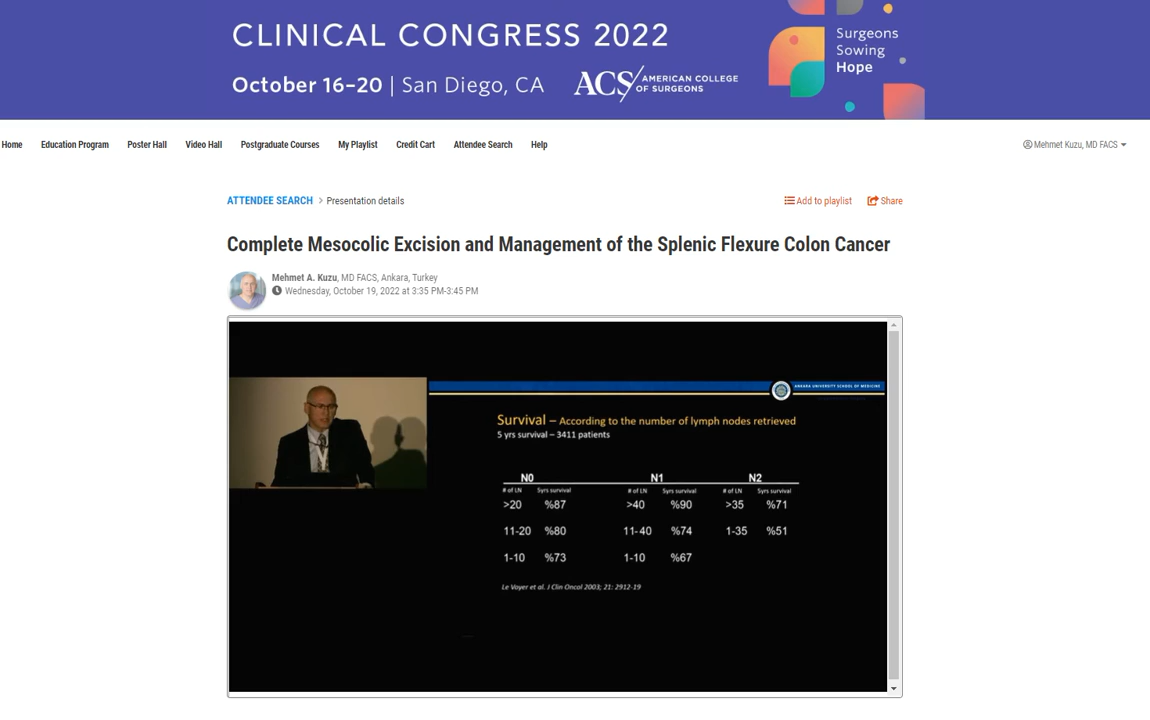 CLINICAL CONGRESS 2022
October 16–20 | San Diego, CA
ACS AMERICAN COLLEGE
OF SURGEONS
Surgeons
Sowing
Hope
Home Education Program Poster Hall Video Hall Postgraduate Courses My Playlist Credit Cart Attendee Search Help
Mehmet Kuzu, MD FACS
ATTENDEE SEARCH > Presentation details
Add to playlist Share
Complete Mesocolic Excision and Management of the Splenic Flexure Colon Cancer
Mehmet A. Kuzu, MD FACS, Ankara, Turkey
Wednesday, October 19, 2022 at 3:35 PM-3:45 PM
ANKARA UNIVERSITY SCHOOL OF MEDICINE
Survival – According to the number of lymph nodes retrieved
5 yrs survival – 3411 patients
N0 N1 N2
# of LN 5yrs survival # of LN 5yrs survival # of LN 5yrs survival
>20 %87 >40 %90 >35 %71
11-20 %80 11-40 %74 1-35 %51
1-10 %73 1-10 %67
Le Voyer et al. J Clin Oncol 2003; 21: 2912-19